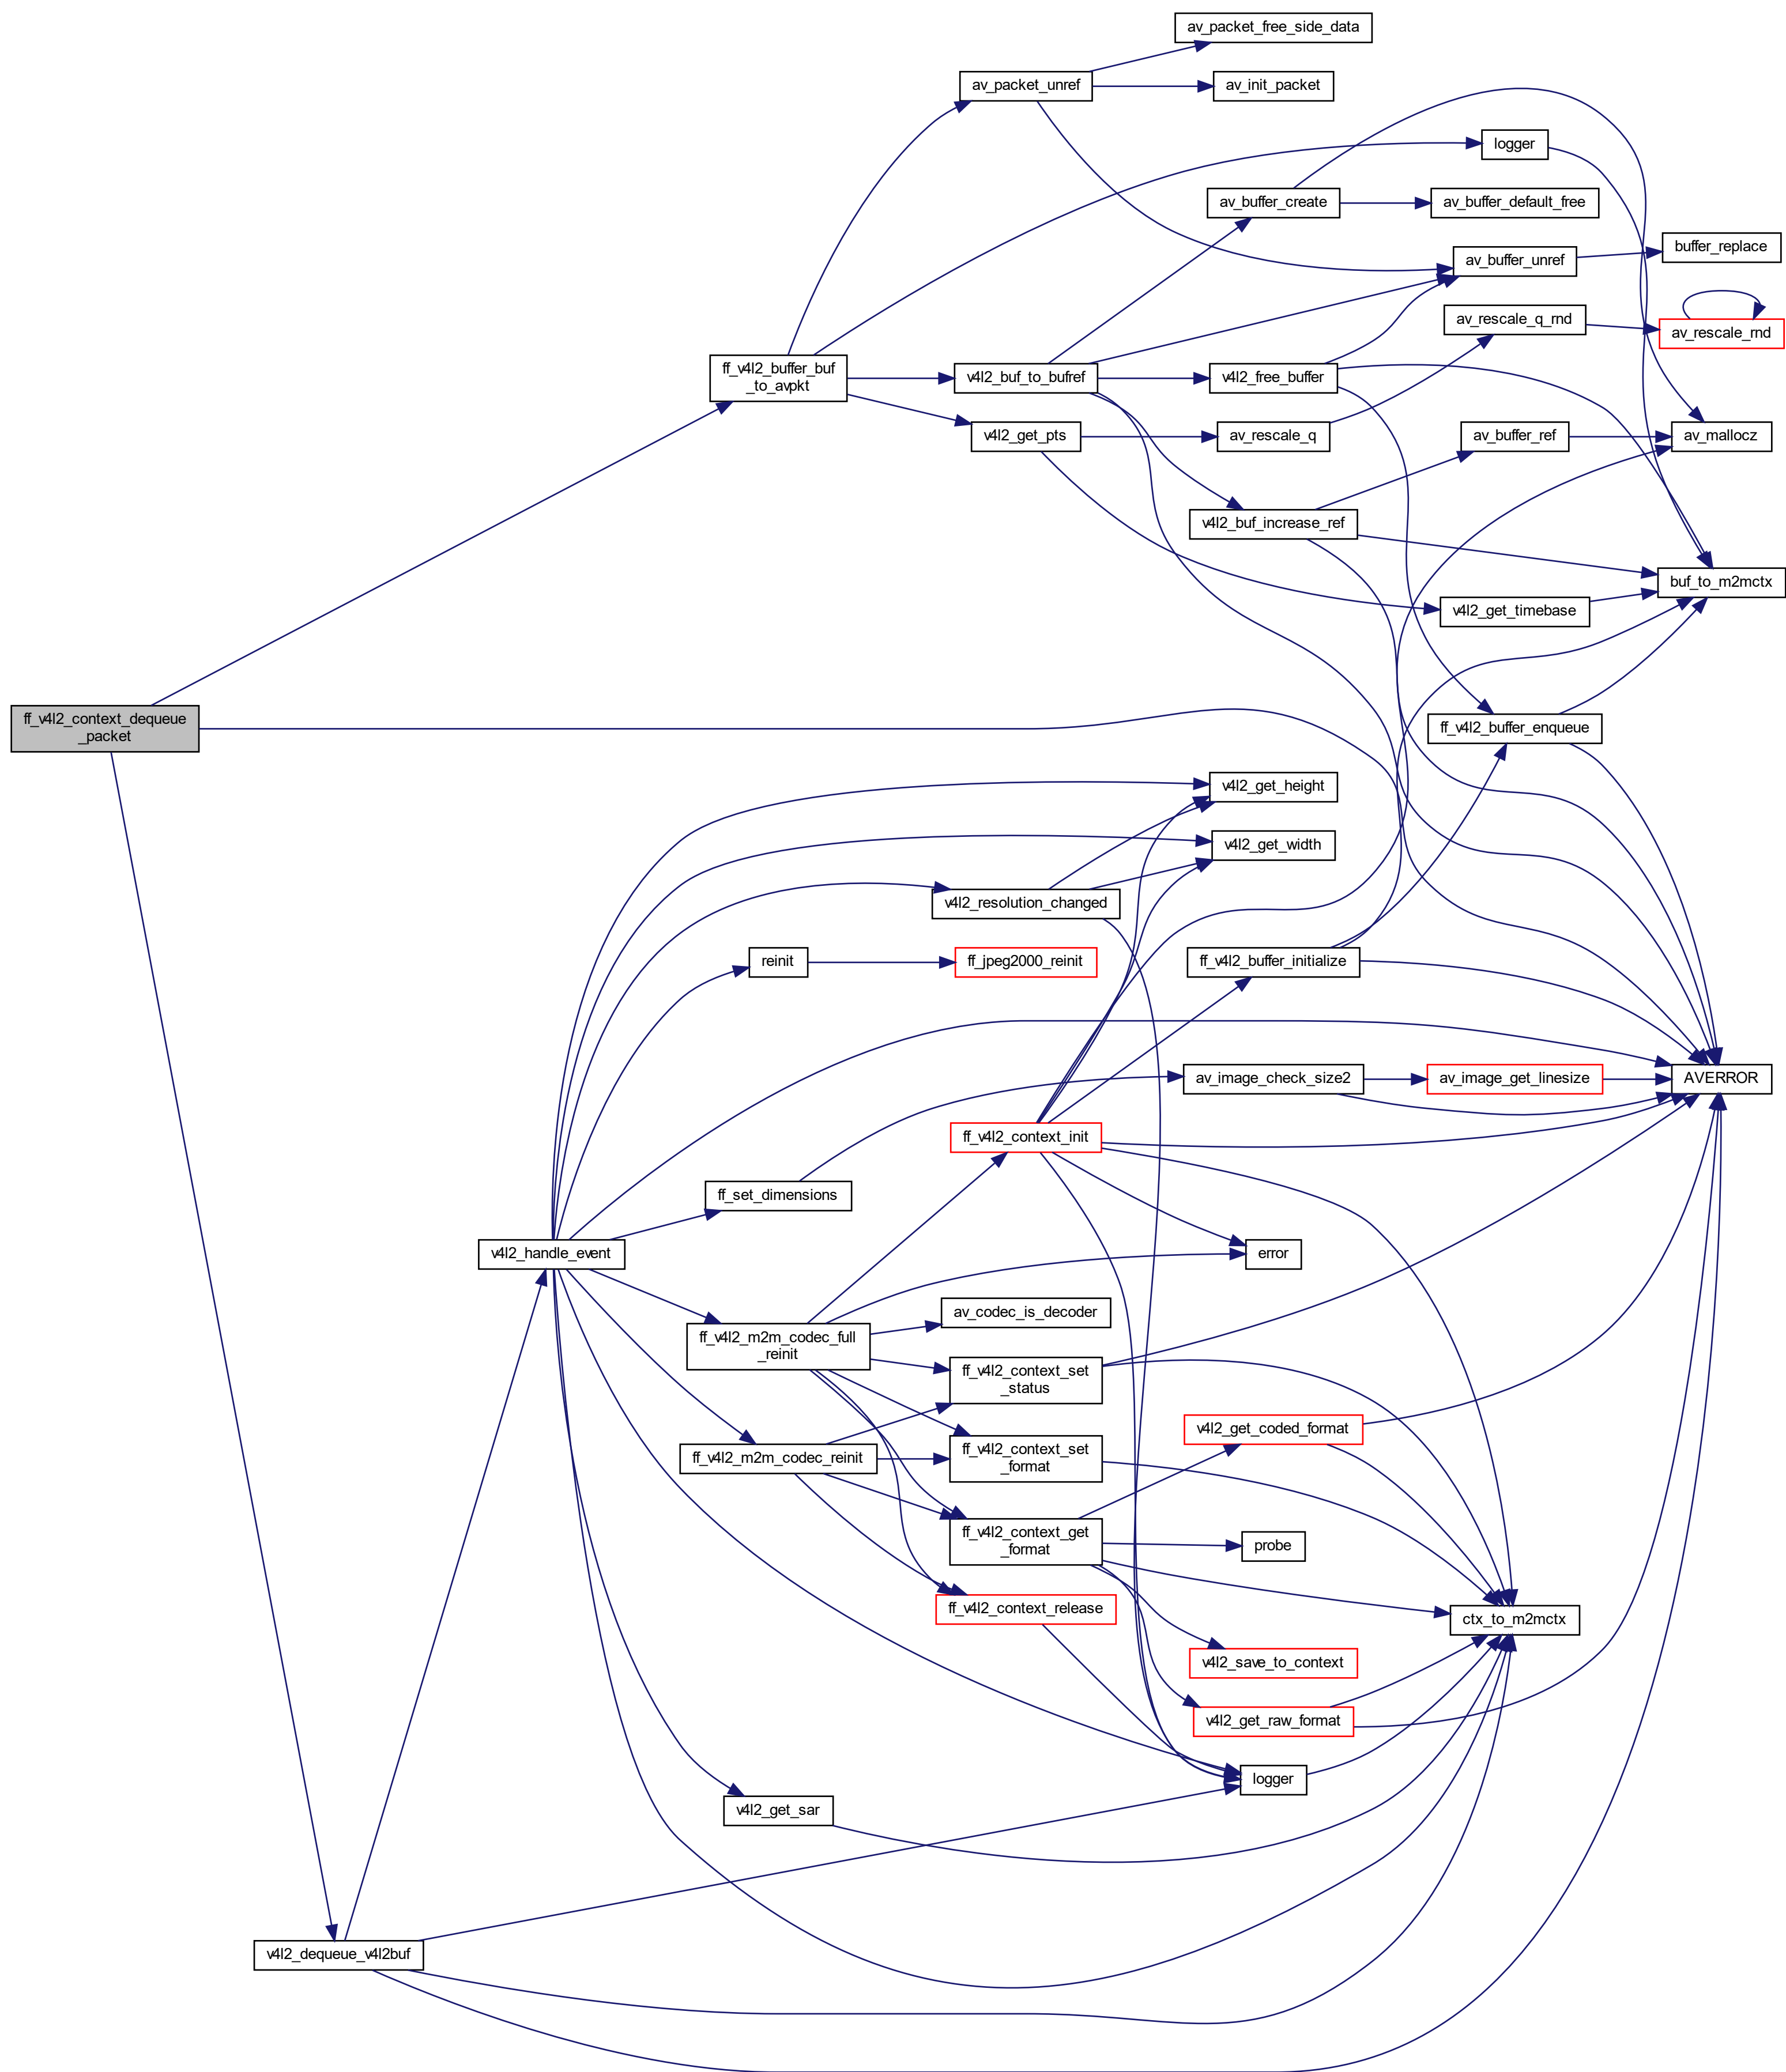 av_packet_free_side_data
av_packet_unref
av_init_packet
logger
av_buffer_create
av_buffer_default_free
av_buffer_unref
buffer_replace
av_rescale_q_rnd
av_rescale_rnd
ff_v4l2_buffer_buf
_to_avpkt
v4l2_buf_to_bufref
v4l2_free_buffer
v4l2_get_pts
av_rescale_q
av_buffer_ref
av_mallocz
v4l2_buf_increase_ref
buf_to_m2mctx
v4l2_get_timebase
ff_v4l2_context_dequeue
_packet
ff_v4l2_buffer_enqueue
v4l2_get_height
v4l2_get_width
v4l2_resolution_changed
reinit
ff_jpeg2000_reinit
ff_v4l2_buffer_initialize
av_image_check_size2
av_image_get_linesize
AVERROR
ff_v4l2_context_init
ff_set_dimensions
v4l2_handle_event
error
av_codec_is_decoder
ff_v4l2_m2m_codec_full
_reinit
ff_v4l2_context_set
_status
v4l2_get_coded_format
ff_v4l2_m2m_codec_reinit
ff_v4l2_context_set
_format
ff_v4l2_context_get
_format
probe
ff_v4l2_context_release
ctx_to_m2mctx
v4l2_save_to_context
v4l2_get_raw_format
logger
v4l2_get_sar
v4l2_dequeue_v4l2buf